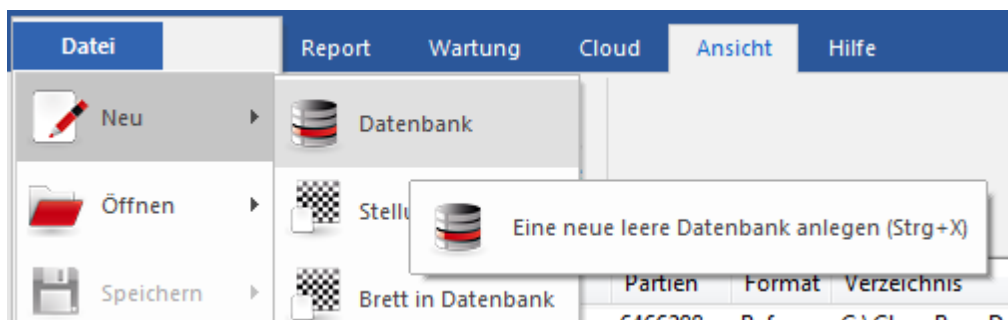 Datei Report Wartung Cloud Ansicht Hilfe
Neu
Datenbank
Öffnen
Eine neue leere Datenbank anlegen (Strg+X)
Speichern
Brett in Datenbank
Partien Format Verzeichnis